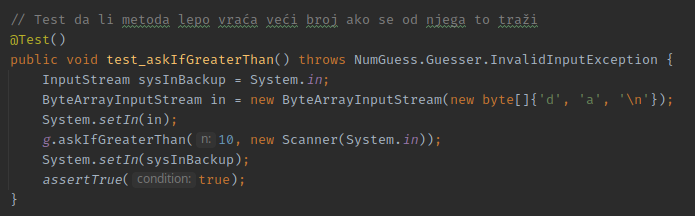 // Test da li metoda lepo vraća veći broj ako se od njega to traži
@Test()
public void test_askIfGreaterThan() throws NumGuess.Guesser.InvalidInputException {
InputStream sysInBackup = System.in;
ByteArrayInputStream in = new ByteArrayInputStream(new byte[]{'d', 'a', '\n'});
System.setIn(in);
g.askIfGreaterThan( n: 10, new Scanner(System.in));
System.setIn(sysInBackup);
assertTrue( condition: true);
}